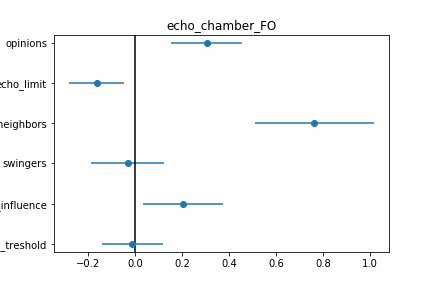 echo_chamber_FO
opinions
echo_limit
neighbors
swingers
_influence
_treshold
−0.2 0.0 0.2 0.4 0.6 0.8 1.0